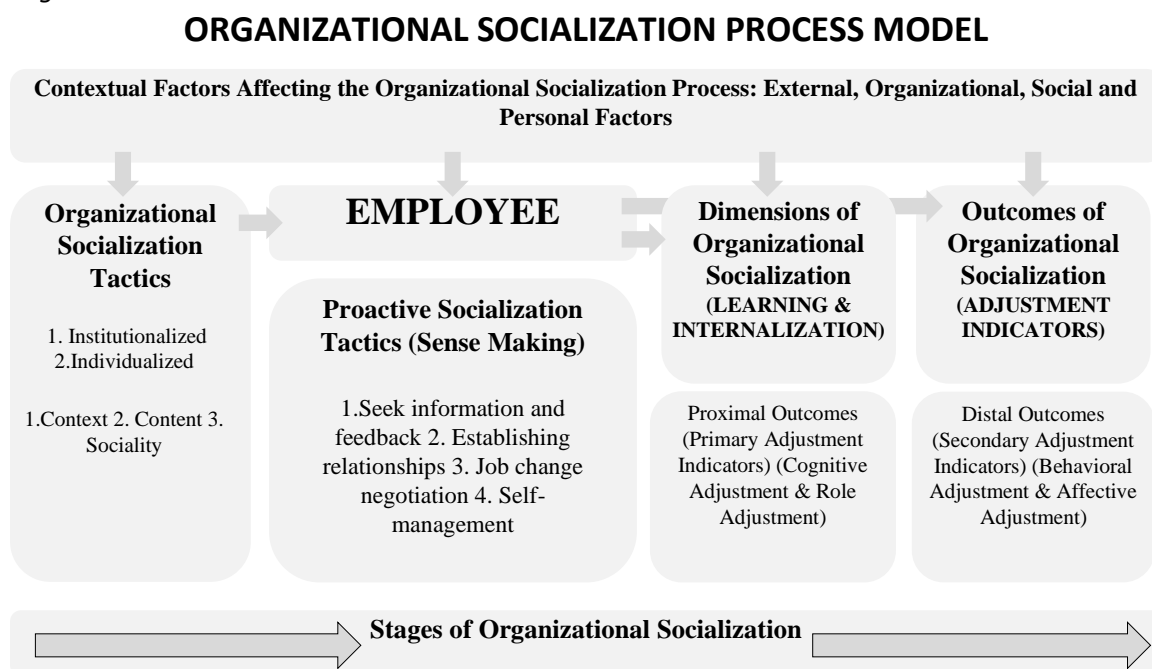 ORGANIZATIONAL SOCIALIZATION PROCESS MODEL
Contextual Factors Affecting the Organizational Socialization Process: External, Organizational, Social and
Personal Factors
Organizational
Socialization
Tactics
1. Institutionalized
2.Individualized
1.Context 2. Content 3.
Sociality
EMPLOYEE
Proactive Socialization
Tactics (Sense Making)
1.Seek information and
feedback 2. Establishing
relationships 3. Job change
negotiation 4. Self-
management
Dimensions of
Organizational
Socialization
(LEARNING &
INTERNALIZATION)
Proximal Outcomes
(Primary Adjustment
Indicators) (Cognitive
Adjustment & Role
Adjustment)
Outcomes of
Organizational
Socialization
(ADJUSTMENT
INDICATORS)
Distal Outcomes
(Secondary Adjustment
Indicators) (Behavioral
Adjustment & Affective
Adjustment)
Stages of Organizational Socialization